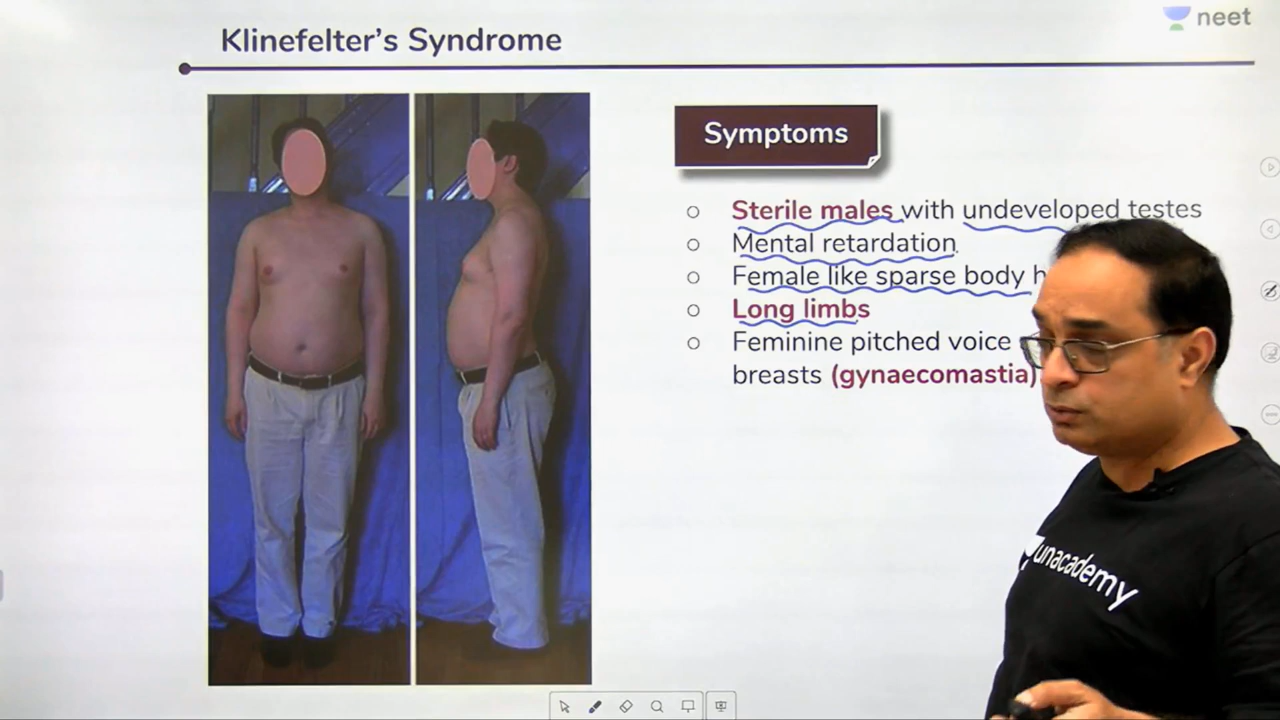 Klinefelter's Syndrome
neet
Symptoms
Sterile males with undeveloped testes
Mental retardation
Female like sparse body
Long limbs
Feminine pitched voice
breasts (gynaecomastia)
unacademy